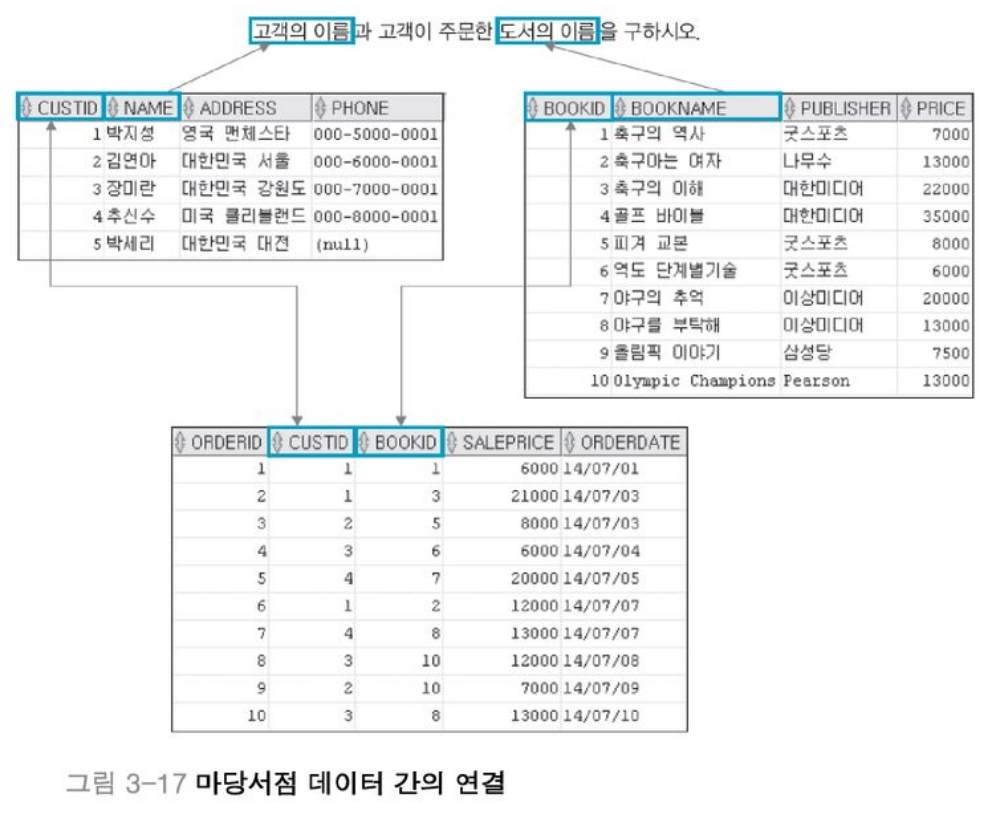 고객의 이름과 고객이 주문한 도서의 이름을 구하시오.
CUSTID NAME ADDRESS PHONE
1 박지성 영국 맨체스타 000-5000-0001
2 김연아 대한민국 서울 000-6000-0001
3 장미란 대한민국 강원도 000-7000-0001
4 추신수 미국 클리블랜드 000-8000-0001
5 박세리 대한민국 대전 (null)
BOOKID BOOKNAME PUBLISHER PRICE
1 축구의 역사 굿스포츠 7000
2 축구아는 여자 나무수 13000
3 축구의 이해 대한미디어 22000
4 골프 바이블 대한미디어 35000
5 피겨 교본 굿스포츠 8000
6 역도 단계별기술 굿스포츠 6000
7 야구의 추억 이상미디어 20000
8 야구를 부탁해 이상미디어 13000
9 올림픽 이야기 삼성당 7500
10 Olympic Champions Pearson 13000
ORDERID CUSTID BOOKID SALEPRICE ORDERDATE
1 1 1 6000 14/07/01
2 1 3 21000 14/07/03
3 2 5 8000 14/07/03
4 3 6 6000 14/07/04
5 4 7 20000 14/07/05
6 1 2 12000 14/07/07
7 4 8 13000 14/07/07
8 3 10 12000 14/07/08
9 2 10 7000 14/07/09
10 3 8 13000 14/07/10
그림 3-17 마당서점 데이터 간의 연결